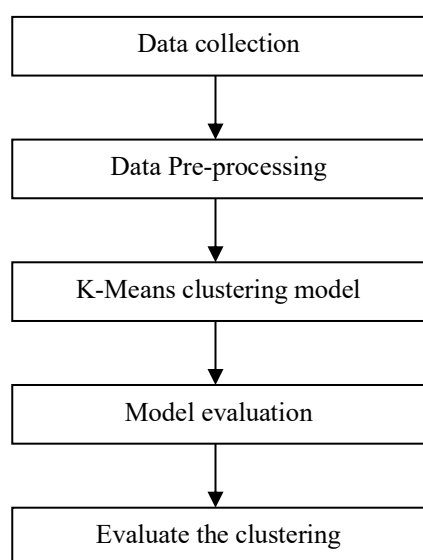 Data collection
Data Pre-processing
K-Means clustering model
Model evaluation
Evaluate the clustering